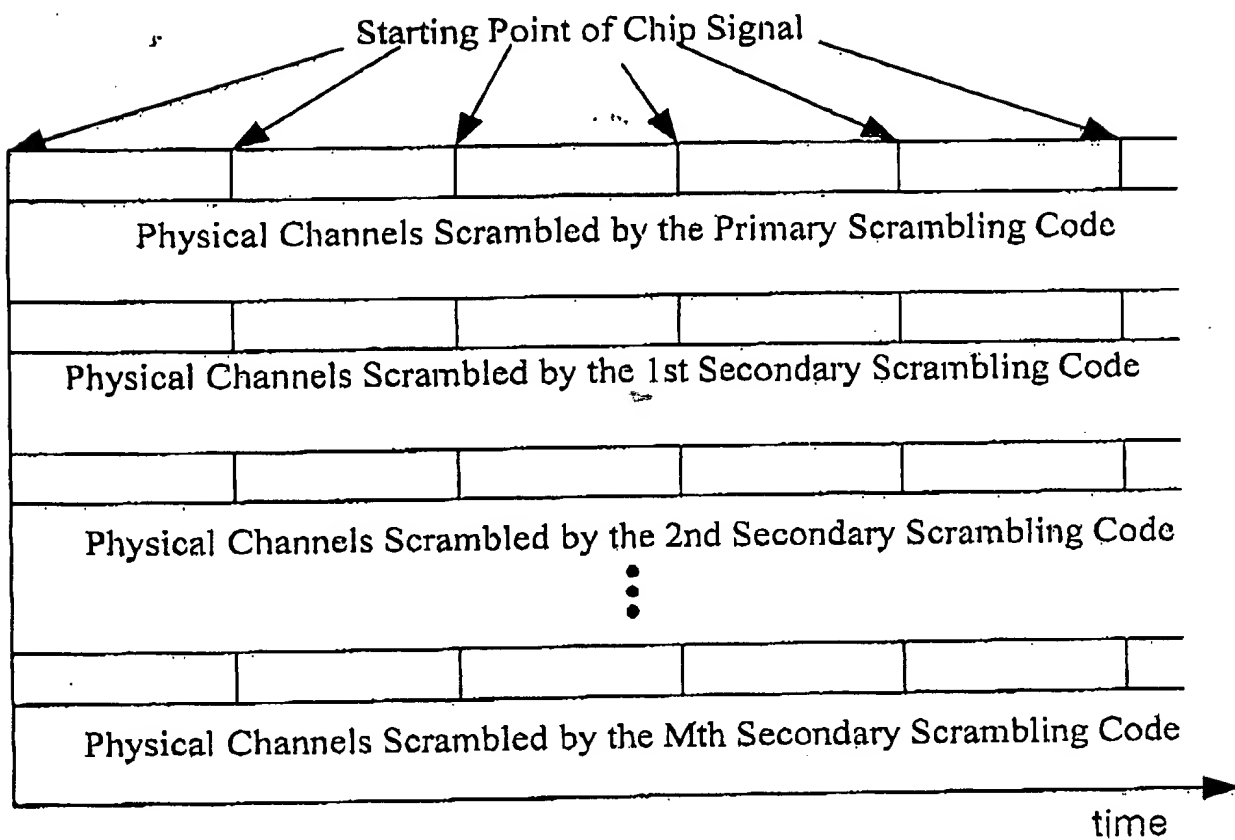 Starting Point of Chip Signal
Physical Channels Scrambled by the Primary Scrambling Code
Physical Channels Scrambled by the 1st Secondary Scrambling Code
Physical Channels Scrambled by the 2nd Secondary Scrambling Code
Physical Channels Scrambled by the Mth Secondary Scrambling Code
time